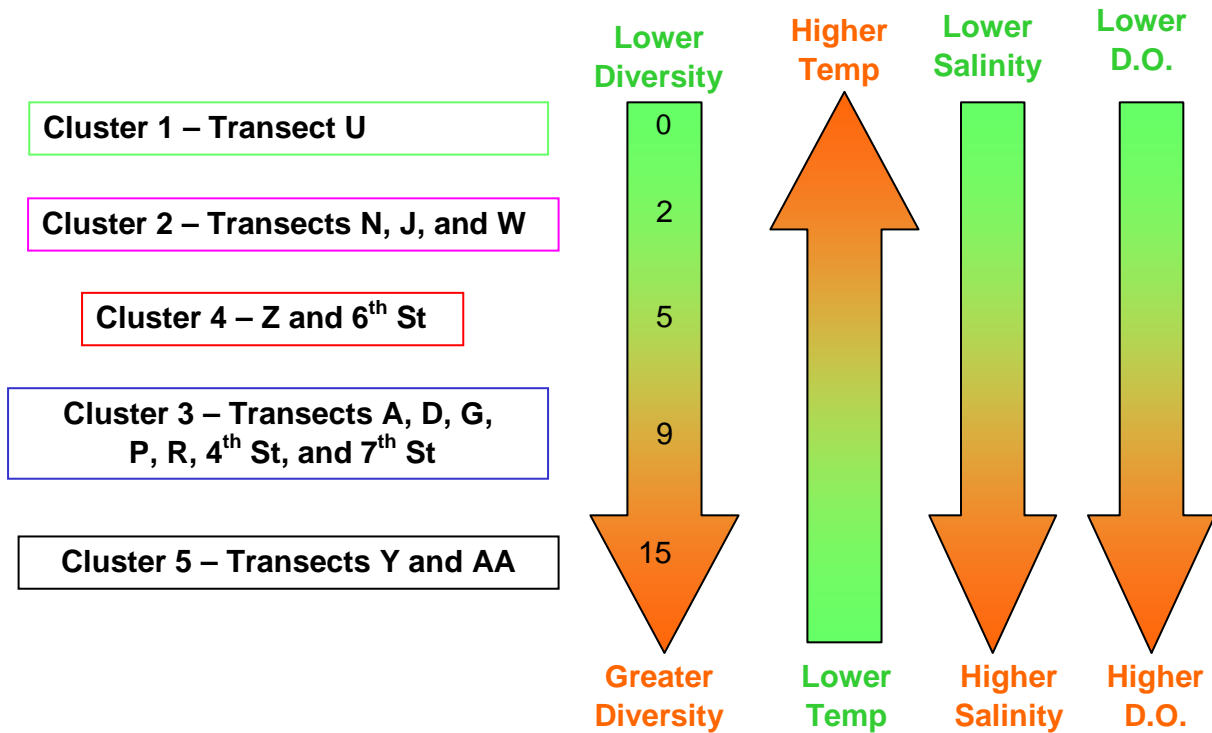 Lower
Diversity
Higher
Temp
Lower
Salinity
Lower
D.O.
Cluster 1 – Transect U
0
Cluster 2 – Transects N, J, and W
2
Cluster 4 – Z and 6th St
5
Cluster 3 – Transects A, D, G,
P, R, 4th St, and 7th St
9
Cluster 5 – Transects Y and AA
15
Greater
Diversity
Lower
Temp
Higher
Salinity
Higher
D.O.